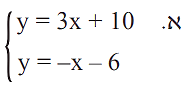 א. y = 3x + 10
y = –x – 6